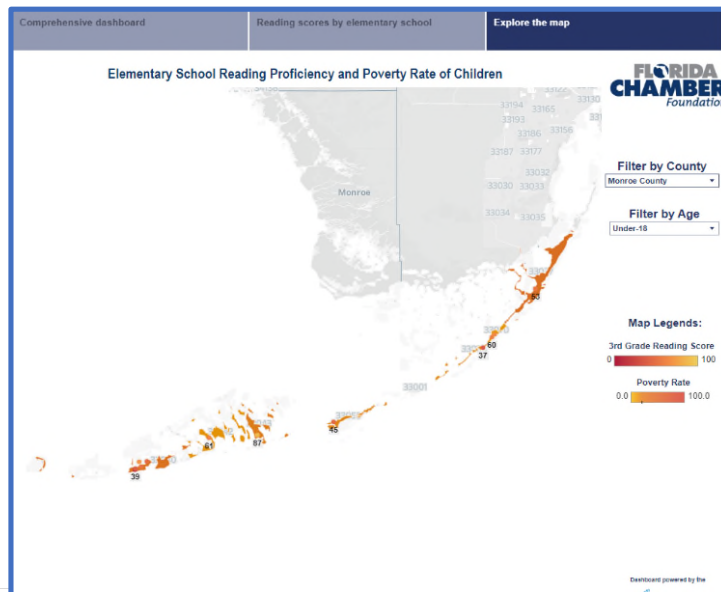 Comprehensive dashboard
Reading scores by elementary school
Explore the map
Elementary School Reading Proficiency and Poverty Rate of Children
FLORIDA
CHAMBER
Foundation
Filter by County
Monroe County
Filter by Age
Under-18
Map Legends:
3rd Grade Reading Score
0 100
Poverty Rate
0.0 100.0
33122
33130
33194 33165
33193
33186 33156
33187 33177
33032
Monroe
33030 33033
33034 33035
53
60
37
33001
45
61
87
39
Dashboard powered by the